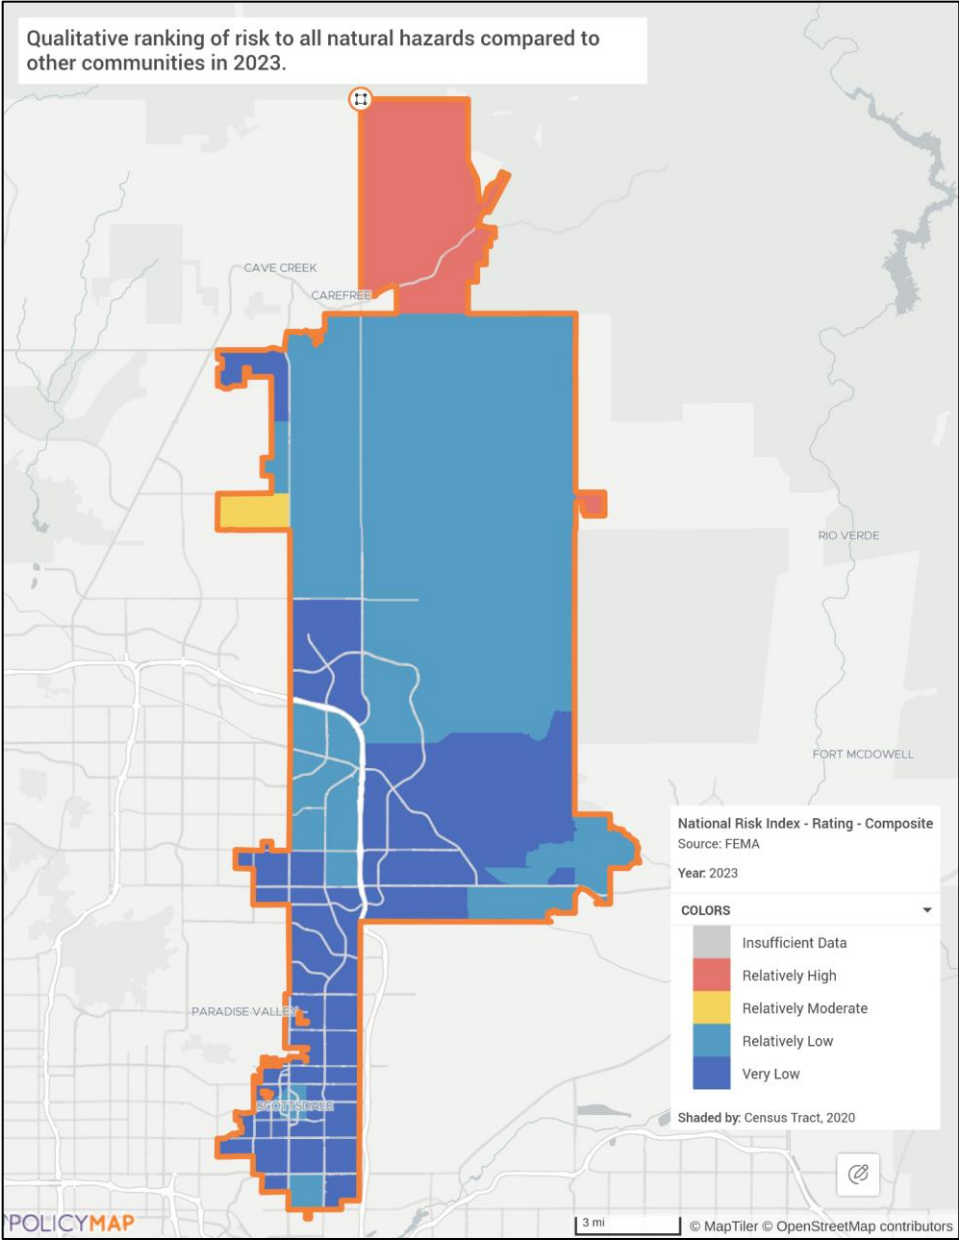 Qualitative ranking of risk to all natural hazards compared to
other communities in 2023.
CAVE CREEK
CAREFREE
RIO VERDE
FORT MCDOWELL
National Risk Index - Rating - Composite
Source: FEMA
Year: 2023
COLORS
Insufficient Data
Relatively High
Relatively Moderate
Relatively Low
Very Low
Shaded by: Census Tract, 2020
PARADISE VALLEY
SCOTTSDALE
POLICYMAP
3 mi
© MapTiler © OpenStreetMap contributors